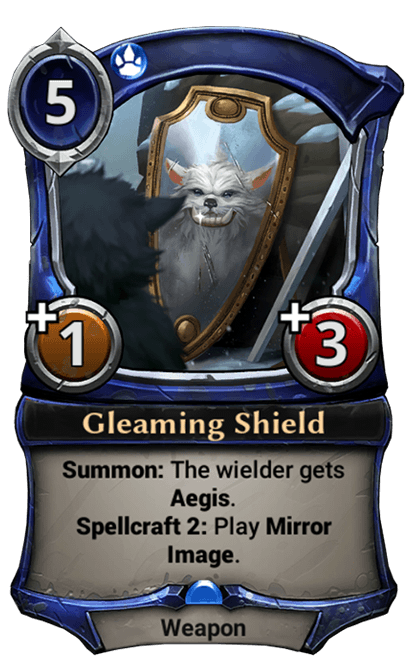 5
+1
+3
Gleaming Shield
Summon: The wielder gets
Aegis.
Spellcraft 2: Play Mirror
Image.
Weapon